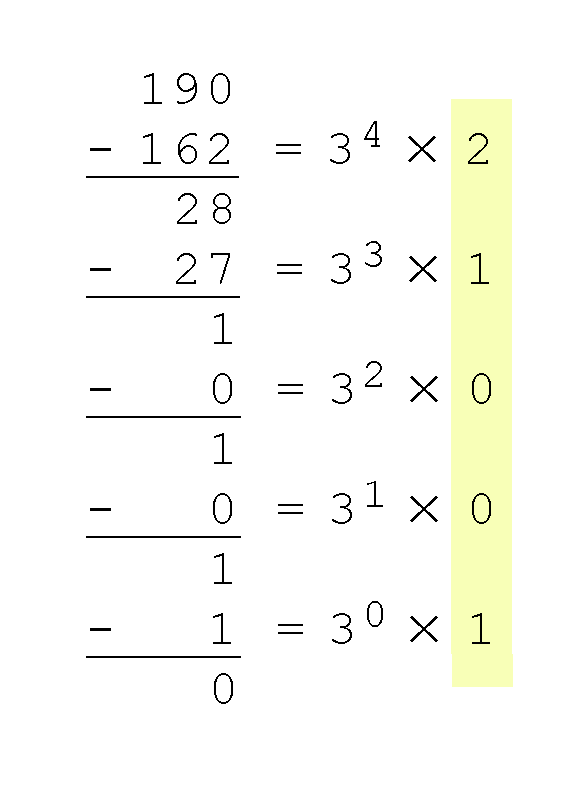 190
- 162 = 3⁴ × 2
28
- 27 = 3³ × 1
1
- 0 = 3² × 0
1
- 0 = 3¹ × 0
1
- 1 = 3⁰ × 1
0